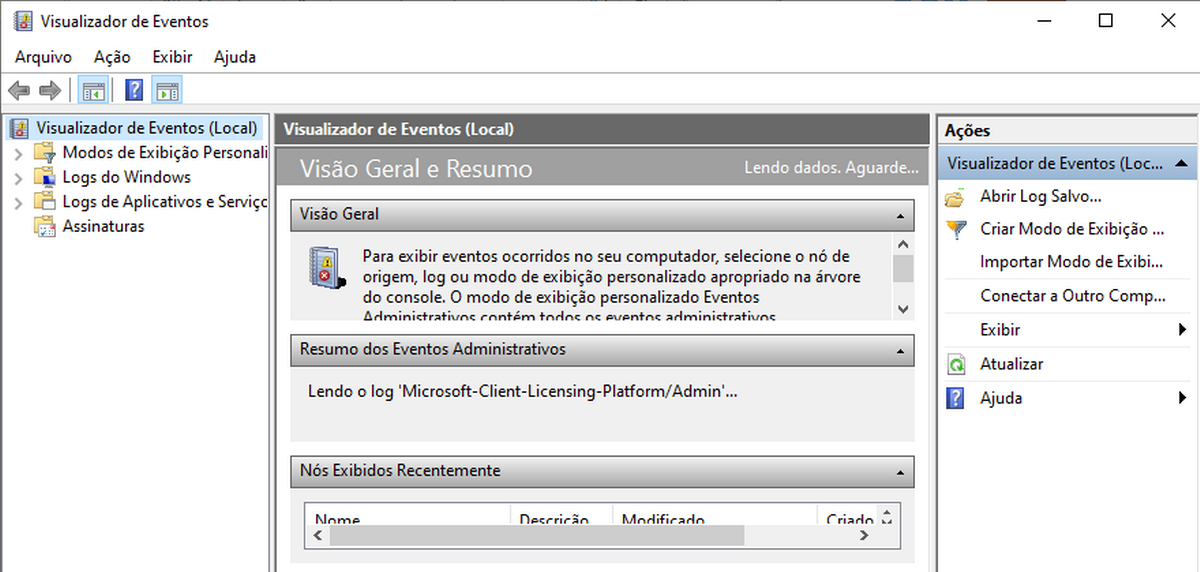 Visualizador de Eventos
Arquivo Ação Exibir Ajuda
Visualizador de Eventos (Local)
Modos de Exibição Personali
Logs do Windows
Logs de Aplicativos e Serviço
Assinaturas
Visualizador de Eventos (Local)
Visão Geral e Resumo
Lendo dados. Aguarde...
Visão Geral
Para exibir eventos ocorridos no seu computador, selecione o nó de
origem, log ou modo de exibição personalizado apropriado na árvore
do console. O modo de exibição personalizado Eventos
Administrativos contém todos os eventos administrativos
Resumo dos Eventos Administrativos
Lendo o log 'Microsoft-Client-Licensing-Platform/Admin'...
Nós Exibidos Recentemente
Nome Descrição Modificado Criado
Ações
Visualizador de Eventos (Loc...
Abrir Log Salvo...
Criar Modo de Exibição ...
Importar Modo de Exibi...
Conectar a Outro Comp...
Exibir
Atualizar
Ajuda